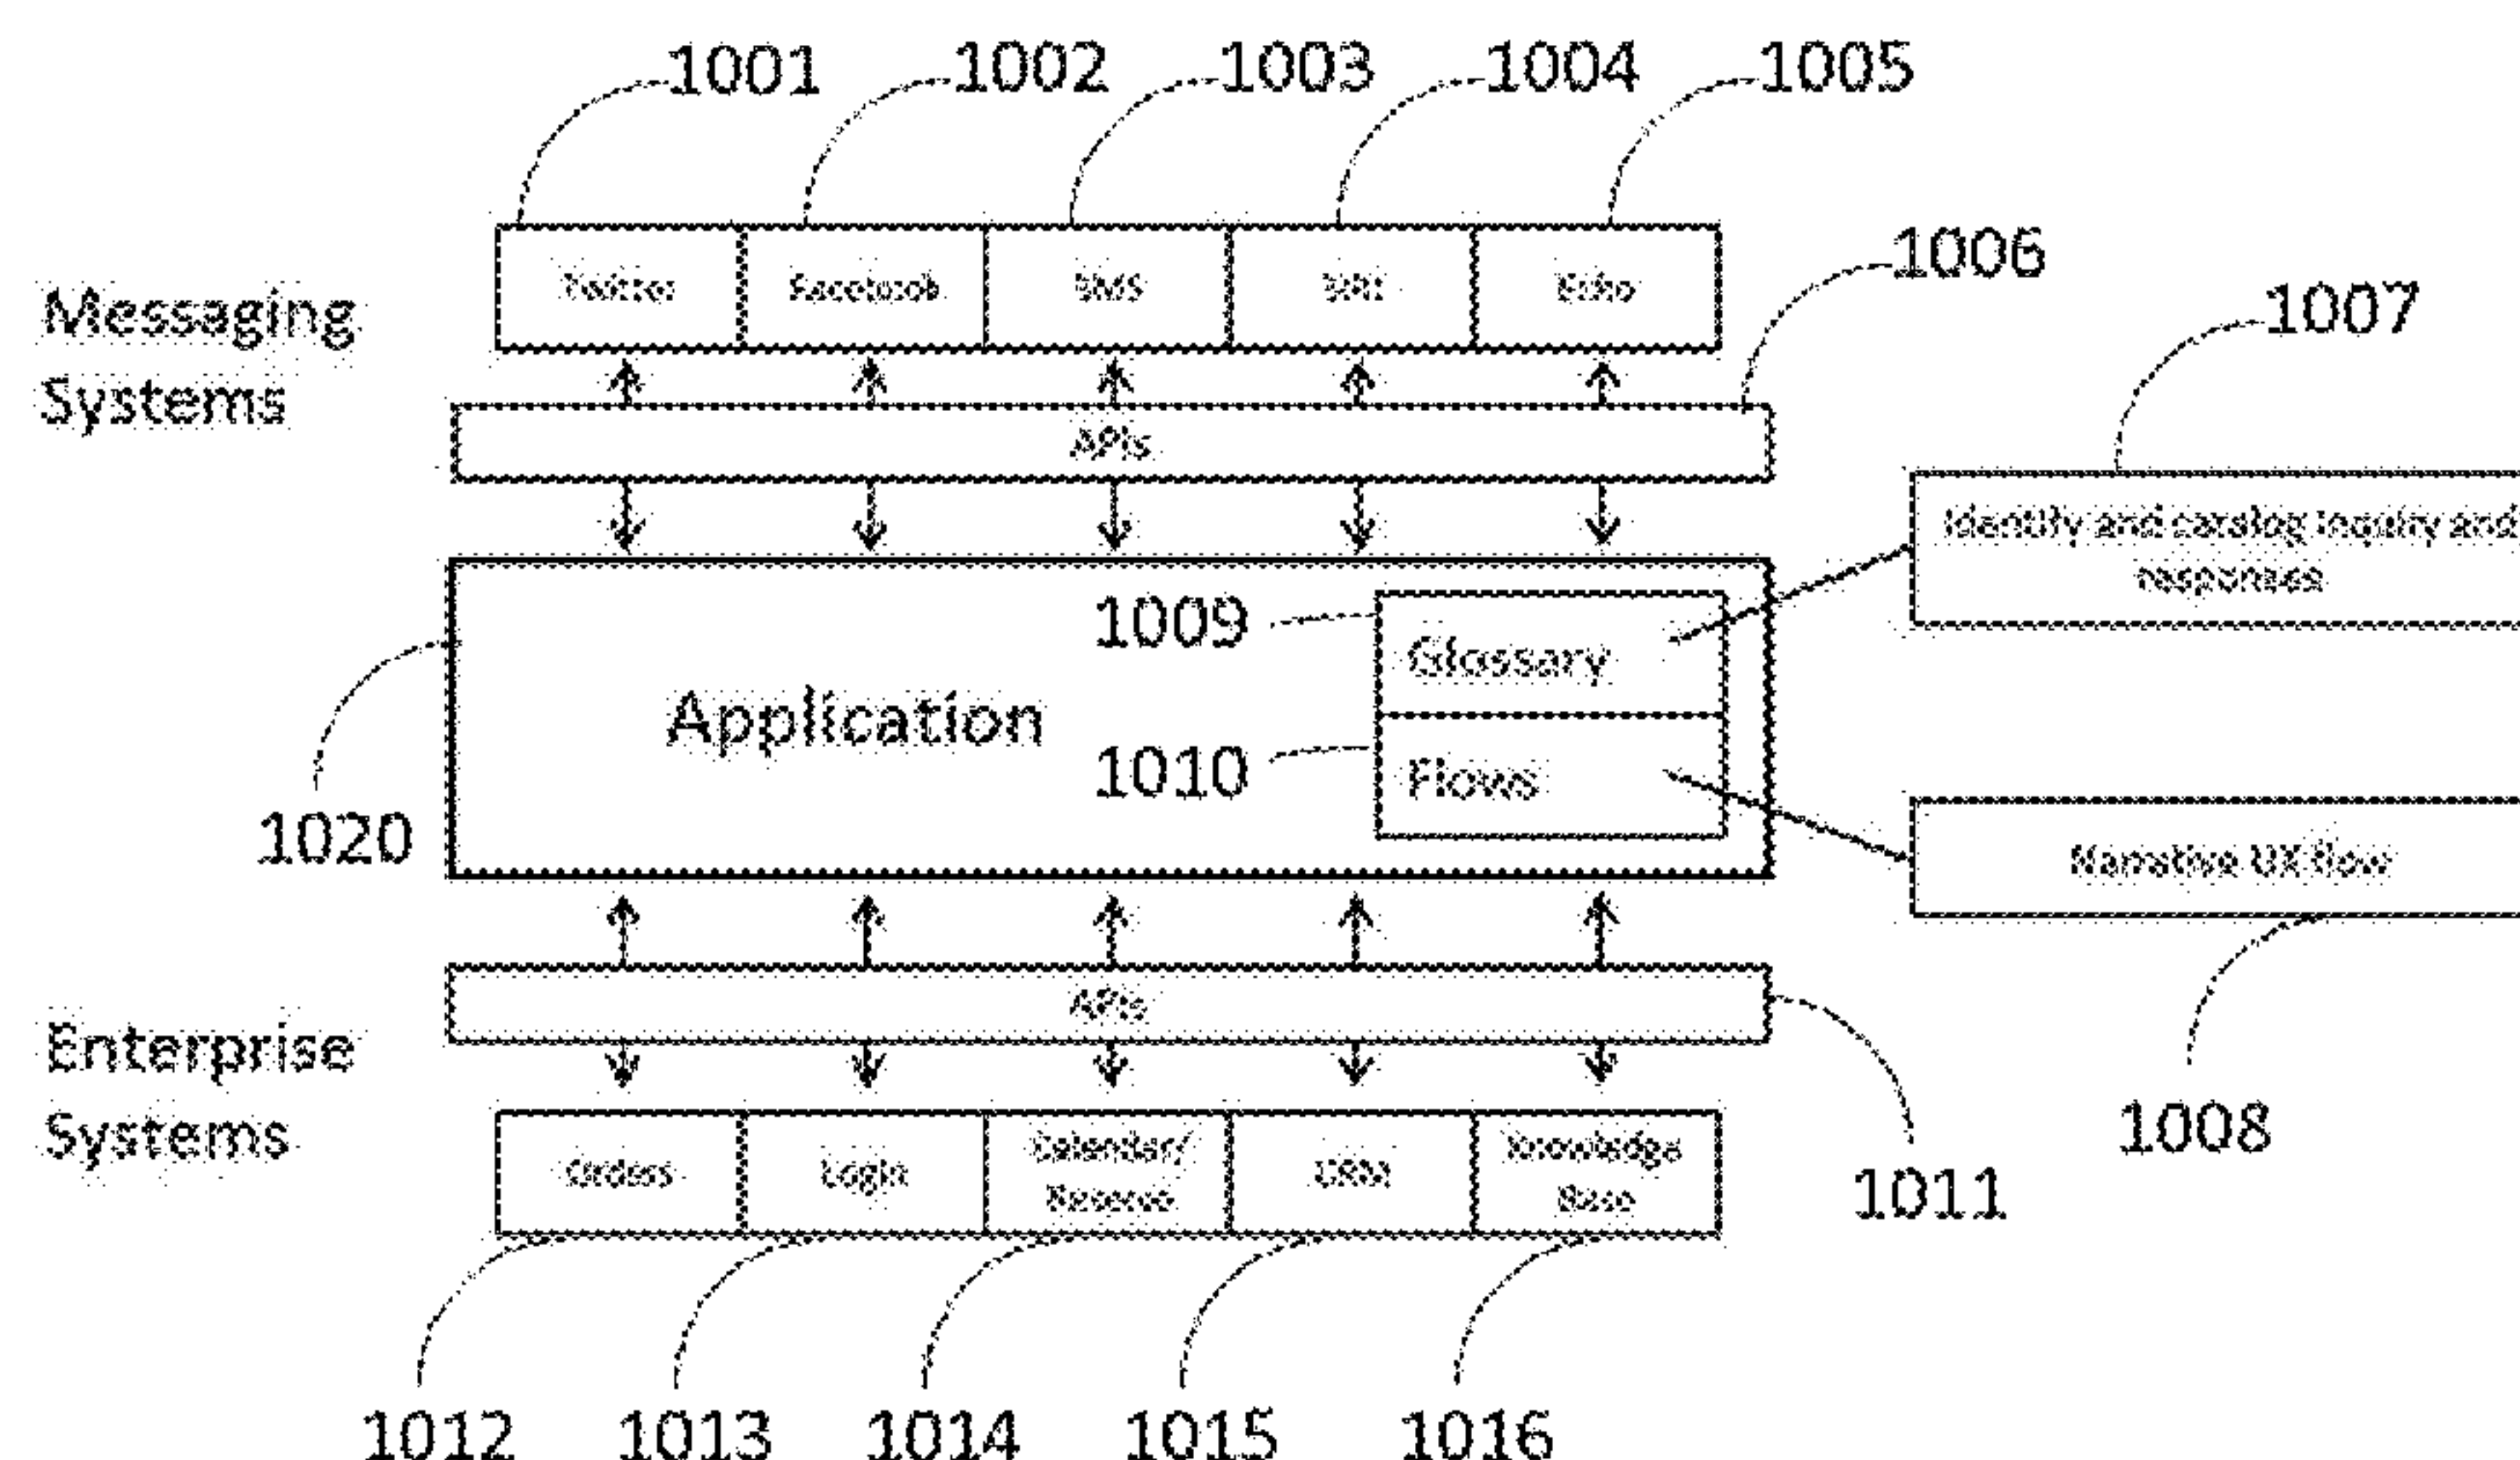 1001 1002 1003 1004 1005
1006
1007
Messaging
Systems
Twitter Facebook SMS Echo
APIs
Identify and catalog inquiry and
responses
1009
Glossary
Application
1010
Flows
1020
Narrative UX flow
APIs
Enterprise
Systems
1008
1011
Orders Login Calendar/
Reserve CRM Knowledge
Base
1012 1013 1014 1015 1016